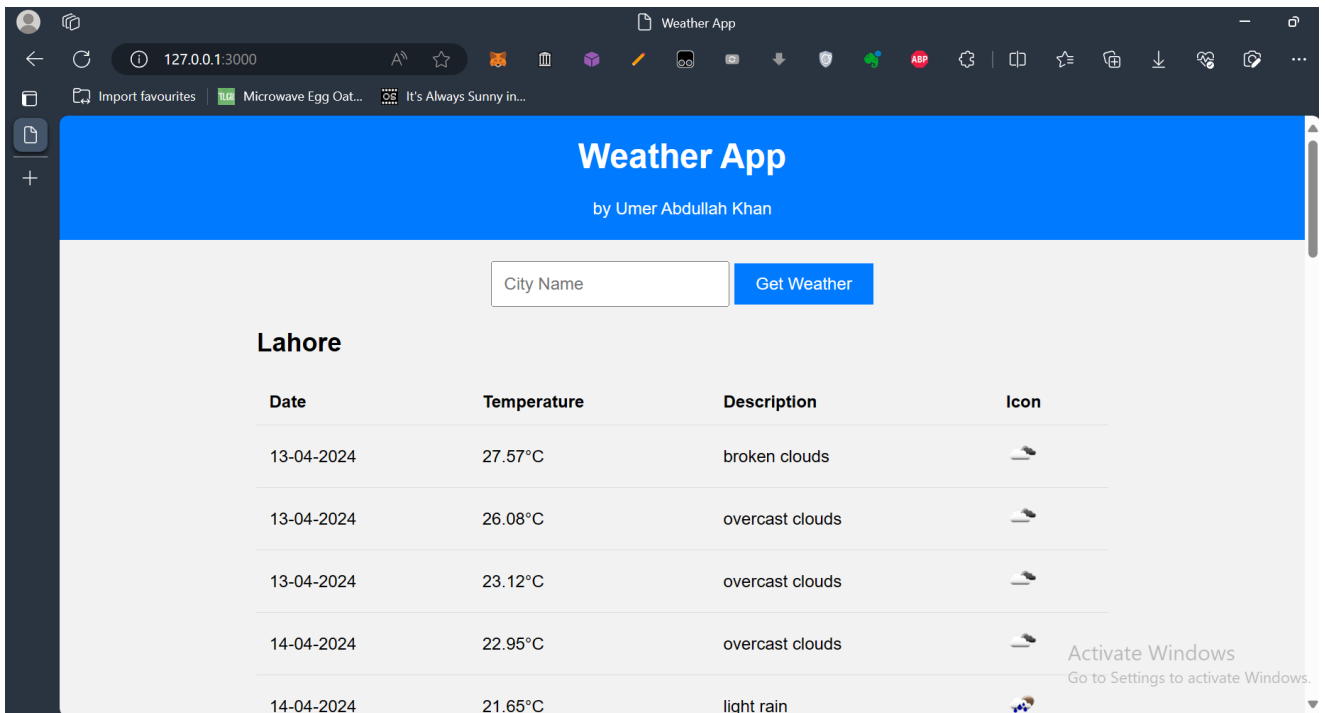 Weather App
127.0.0.1:3000
ABP
Import favourites
TLGR Microwave Egg Oat...
It's Always Sunny in...
Weather App
by Umer Abdullah Khan
City Name Get Weather
Lahore
Date Temperature Description Icon
13-04-2024 27.57°C broken clouds
13-04-2024 26.08°C overcast clouds
13-04-2024 23.12°C overcast clouds
14-04-2024 22.95°C overcast clouds
Activate Windows
Go to Settings to activate Windows.
14-04-2024 21.65°C light rain